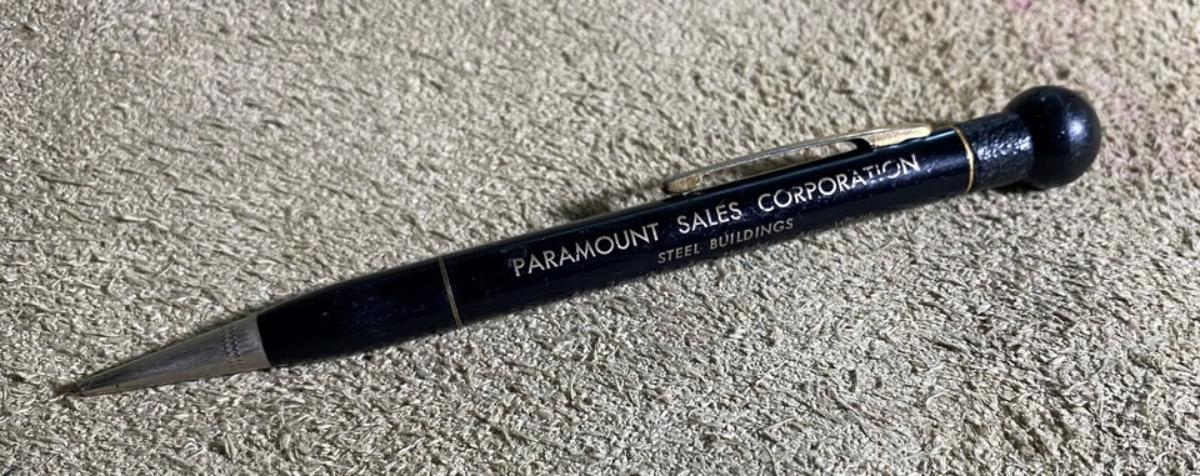 PARAMOUNT SALES CORPORATION
STEEL BUILDINGS